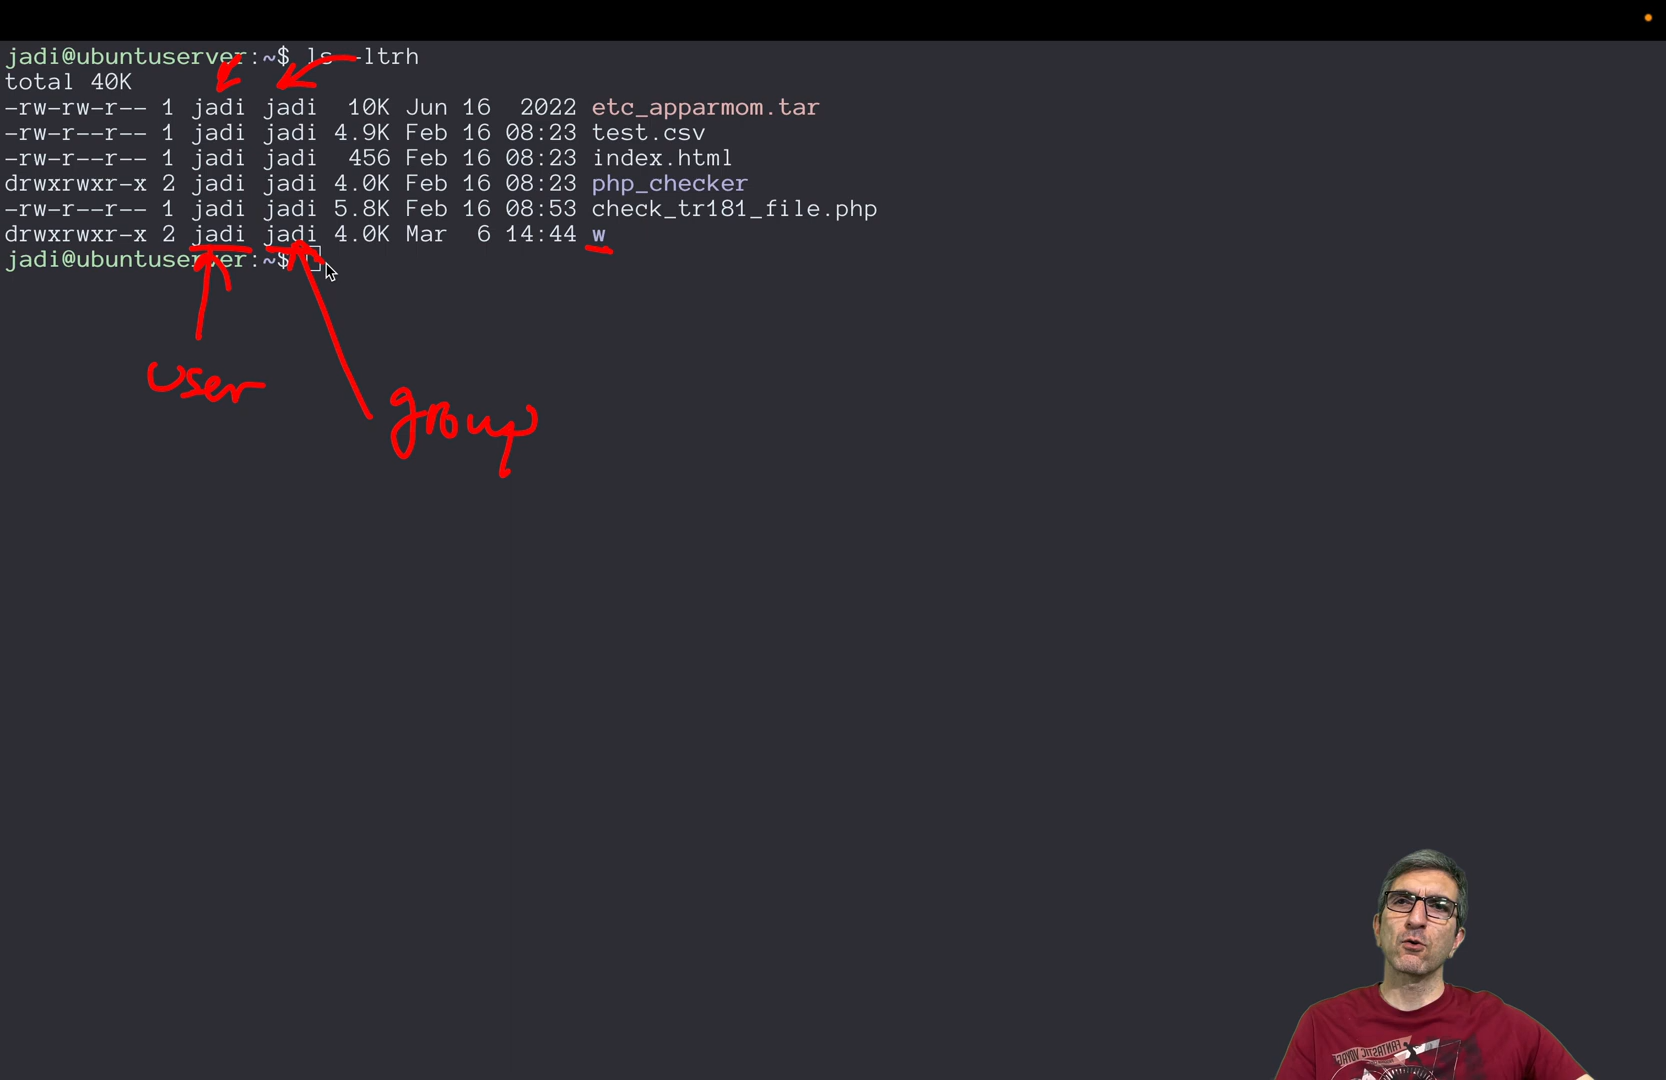 jadi@ubuntuserver:~$ ls -ltrh
total 40K
-rw-rw-r-- 1 jadi jadi  10K Jun 16  2022 etc_apparmom.tar
-rw-r--r-- 1 jadi jadi 4.9K Feb 16 08:23 test.csv
-rw-r--r-- 1 jadi jadi  456 Feb 16 08:23 index.html
drwxrwxr-x 2 jadi jadi 4.0K Feb 16 08:23 php_checker
-rw-r--r-- 1 jadi jadi 5.8K Feb 16 08:53 check_tr181_file.php
drwxrwxr-x 2 jadi jadi 4.0K Mar  6 14:44 w
jadi@ubuntuserver:~$
user
group
FANTASTIC